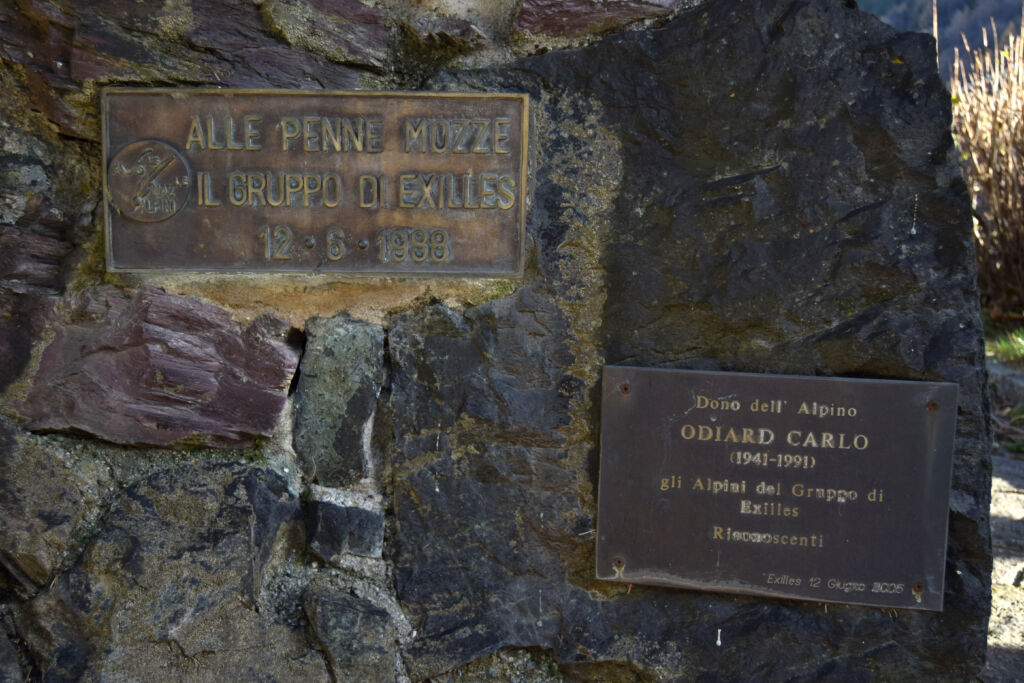 ALLE PENNE MOZZE
IL GRUPPO DI EXILLES
12 · 6 · 1988
Dono dell' Alpino
ODIARD CARLO
(1941-1991)
gli Alpini del Gruppo di
Exilles
Riconoscenti
Exilles 12 Giugno 2005